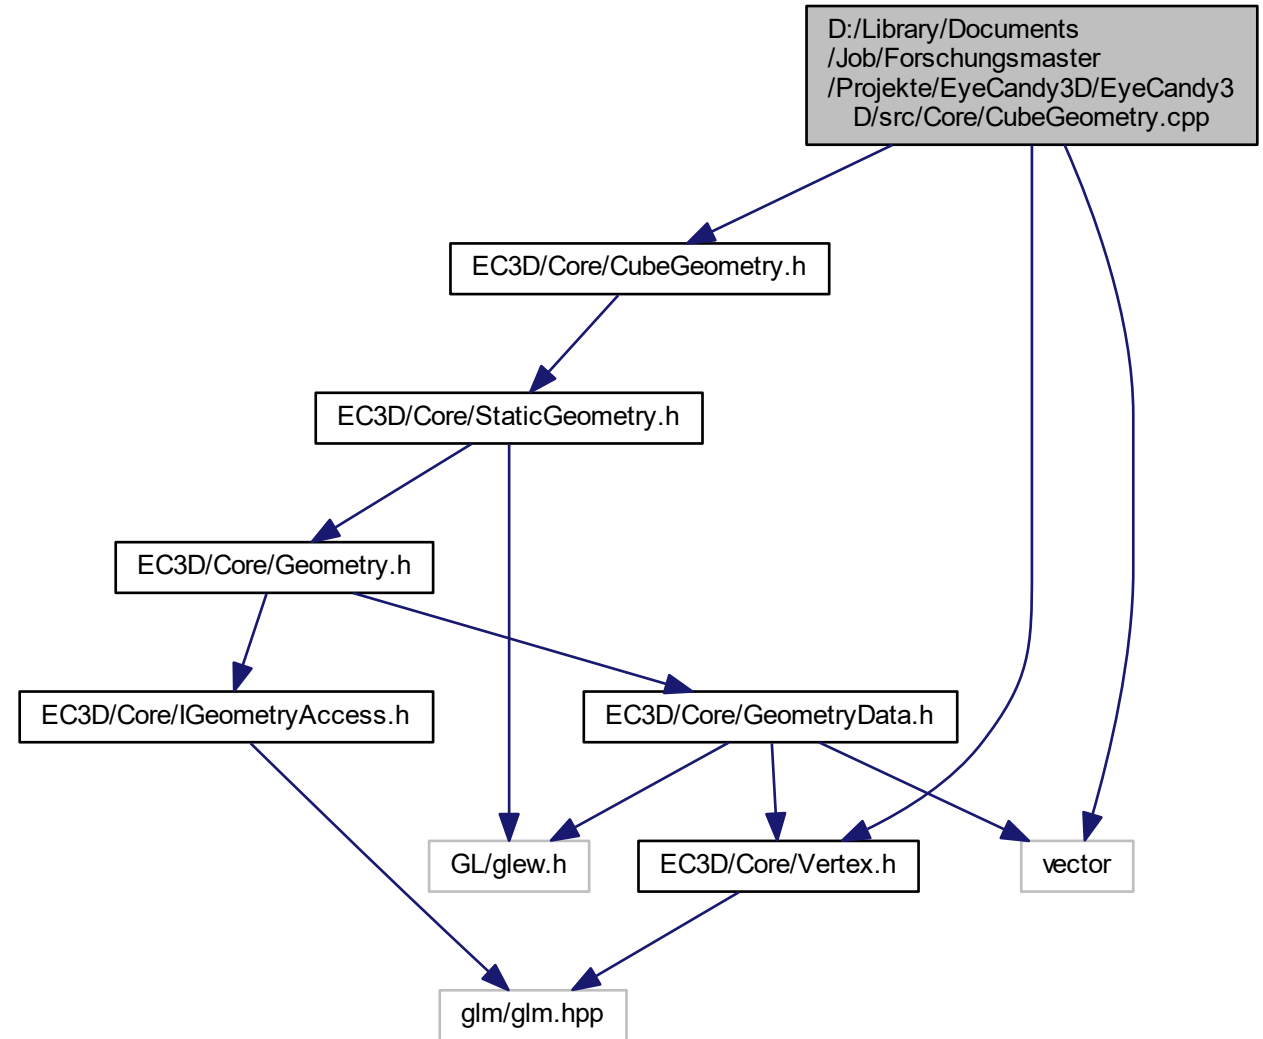 D:/Library/Documents
/Job/Forschungsmaster
/Projekte/EyeCandy3D/EyeCandy3
D/src/Core/CubeGeometry.cpp
EC3D/Core/CubeGeometry.h
EC3D/Core/StaticGeometry.h
EC3D/Core/Geometry.h
EC3D/Core/IGeometryAccess.h
EC3D/Core/GeometryData.h
GL/glew.h
EC3D/Core/Vertex.h
vector
glm/glm.hpp